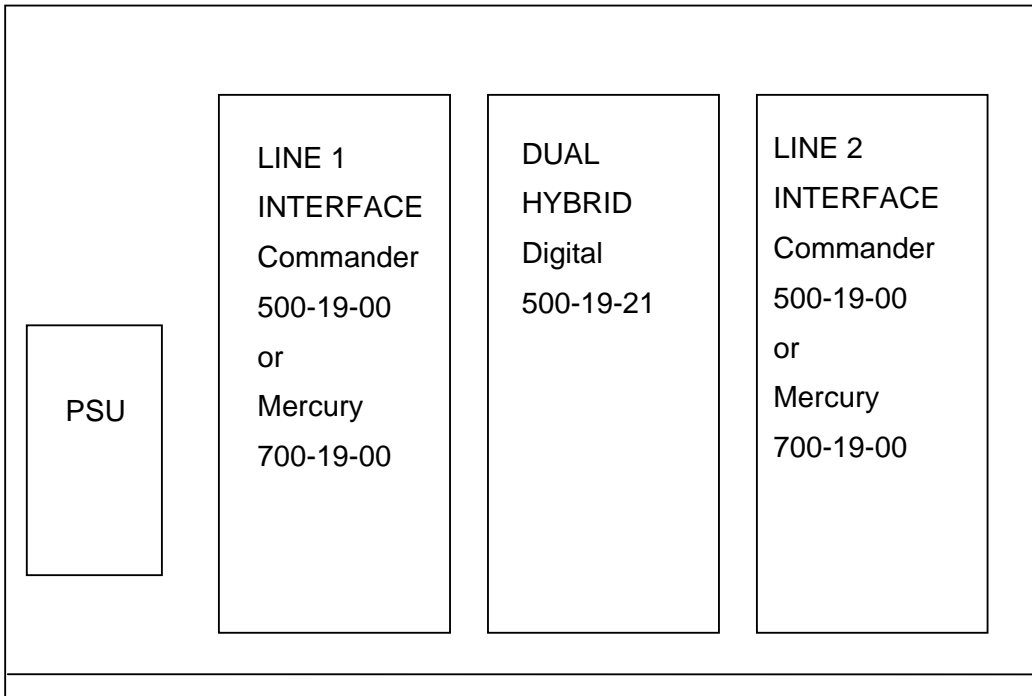 PSU
LINE 1
INTERFACE
Commander
500-19-00
or
Mercury
700-19-00
DUAL
HYBRID
Digital
500-19-21
LINE 2
INTERFACE
Commander
500-19-00
or
Mercury
700-19-00